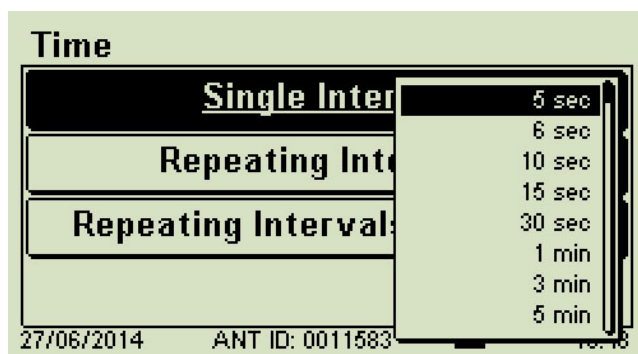 Time
Single Inter
Repeating Int
Repeating Interval
5 sec
6 sec
10 sec
15 sec
30 sec
1 min
3 min
5 min
27/06/2014 ANT ID: 0011583